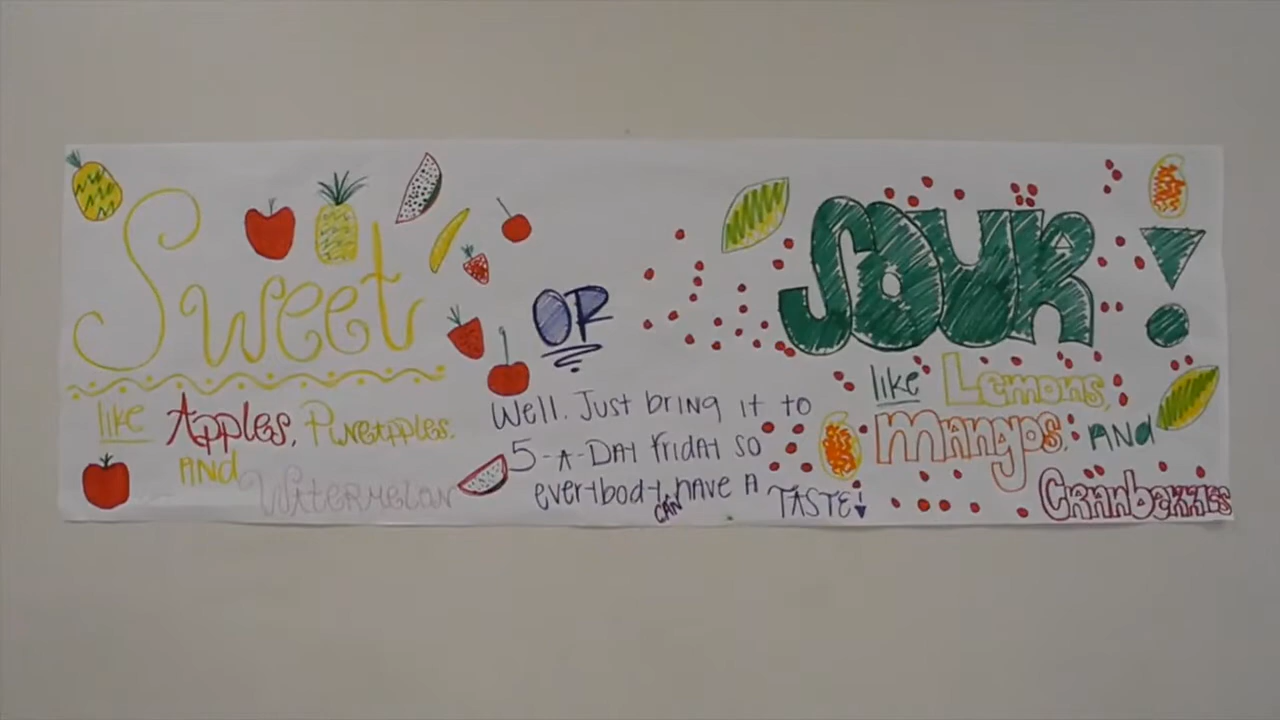 Sweet
like Apples, Pineapples.
AND
Watermelon
OR
Well. Just bring it to
5-A-Day Friday so
everybody CAN have A TASTE!
SOUR!
like Lemons,
Mangos, AND
Cranberries